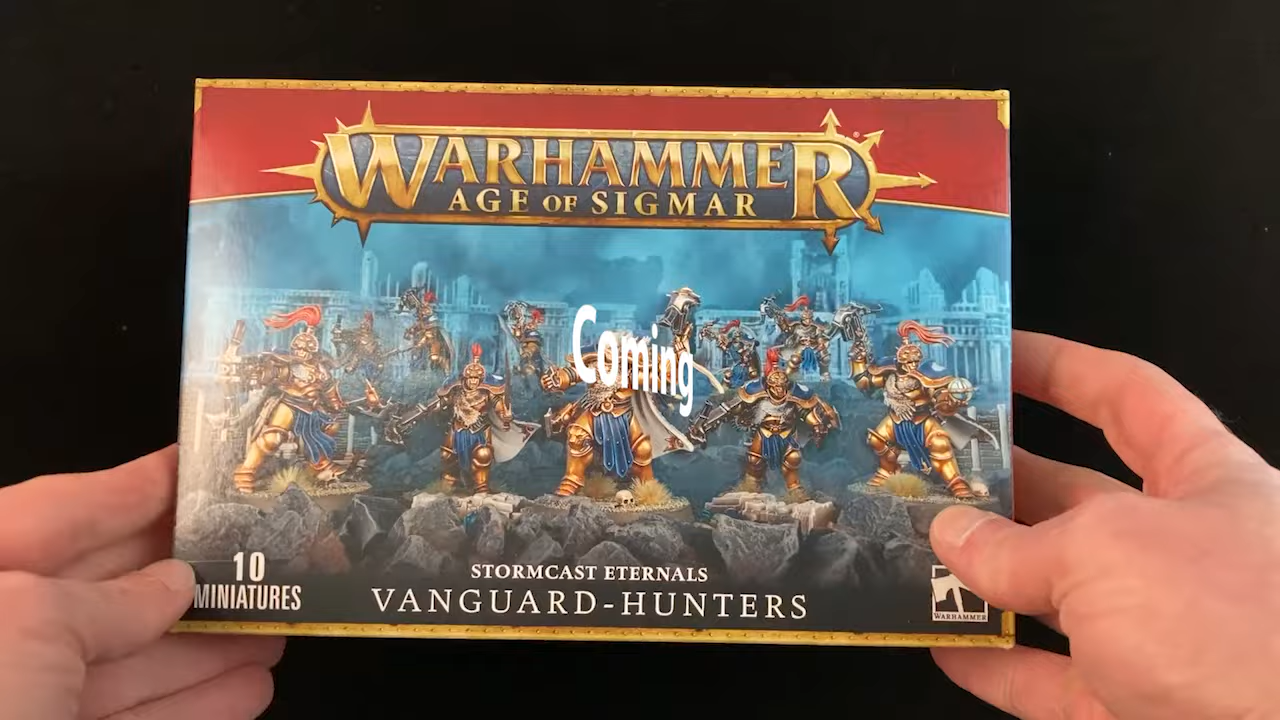 WARHAMMER
AGE OF SIGMAR
Coming
10
MINIATURES
STORMCAST ETERNALS
VANGUARD-HUNTERS
WARHAMMER